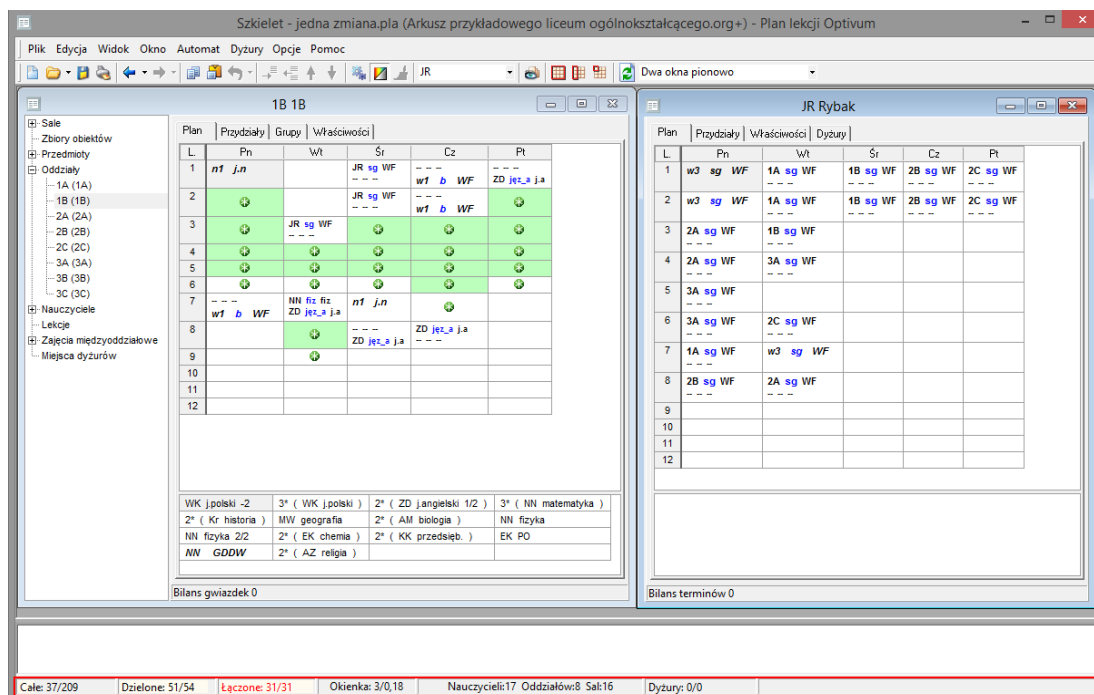 Szkielet - jedna zmiana.pla (Arkusz przykładowego liceum ogólnokształcącego.org+) - Plan lekcji Optivum
Plik Edycja Widok Okno Automat Dyżury Opcje Pomoc
JR Dwa okna pionowo
1B 1B
Sale
Zbiory obiektów
Przedmioty
Oddziały
1A (1A)
1B (1B)
2A (2A)
2B (2B)
2C (2C)
3A (3A)
3B (3B)
3C (3C)
Nauczyciele
Lekcje
Zajęcia międzyoddziałowe
Miejsca dyżurów
Plan Przydziały Grupy Właściwości
L. Pn Wt Śr Cz Pt
1 n1 j.n JR sg WF - - - - - -
- - - w1 b WF ZD jęz_a j.a
2 JR sg WF - - -
- - - w1 b WF
3 JR sg WF
- - -
4
5
6
7 - - - NN fiz fiz n1 j.n
w1 b WF ZD jęz_a j.a
8 - - - ZD jęz_a j.a
ZD jęz_a j.a - - -
9
10
11
12
WK j.polski -2 3* ( WK j.polski ) 2* ( ZD j.angielski 1/2 ) 3* ( NN matematyka )
2* ( Kr historia ) MW geografia 2* ( AM biologia ) NN fizyka
NN fizyka 2/2 2* ( EK chemia ) 2* ( KK przedsięb. ) EK PO
NN GDDW 2* ( AZ religia )
Bilans gwiazdek 0
JR Rybak
Plan Przydziały Właściwości Dyżury
L. Pn Wt Śr Cz Pt
1 w3 sg WF 1A sg WF 1B sg WF 2B sg WF 2C sg WF
- - - - - - - - - - - -
2 w3 sg WF 1A sg WF 1B sg WF 2B sg WF 2C sg WF
- - - - - - - - - - - -
3 2A sg WF 1B sg WF
- - - - - -
4 2A sg WF 3A sg WF
- - - - - -
5 3A sg WF
- - -
6 3A sg WF 2C sg WF
- - - - - -
7 1A sg WF w3 sg WF
- - -
8 2B sg WF 2A sg WF
- - - - - -
9
10
11
12
Bilans terminów 0
Całe: 37/209 Dzielone: 51/54 Łączone: 31/31 Okienka: 3/0,18 Nauczycieli:17 Oddziałów:8 Sal:16 Dyżury: 0/0